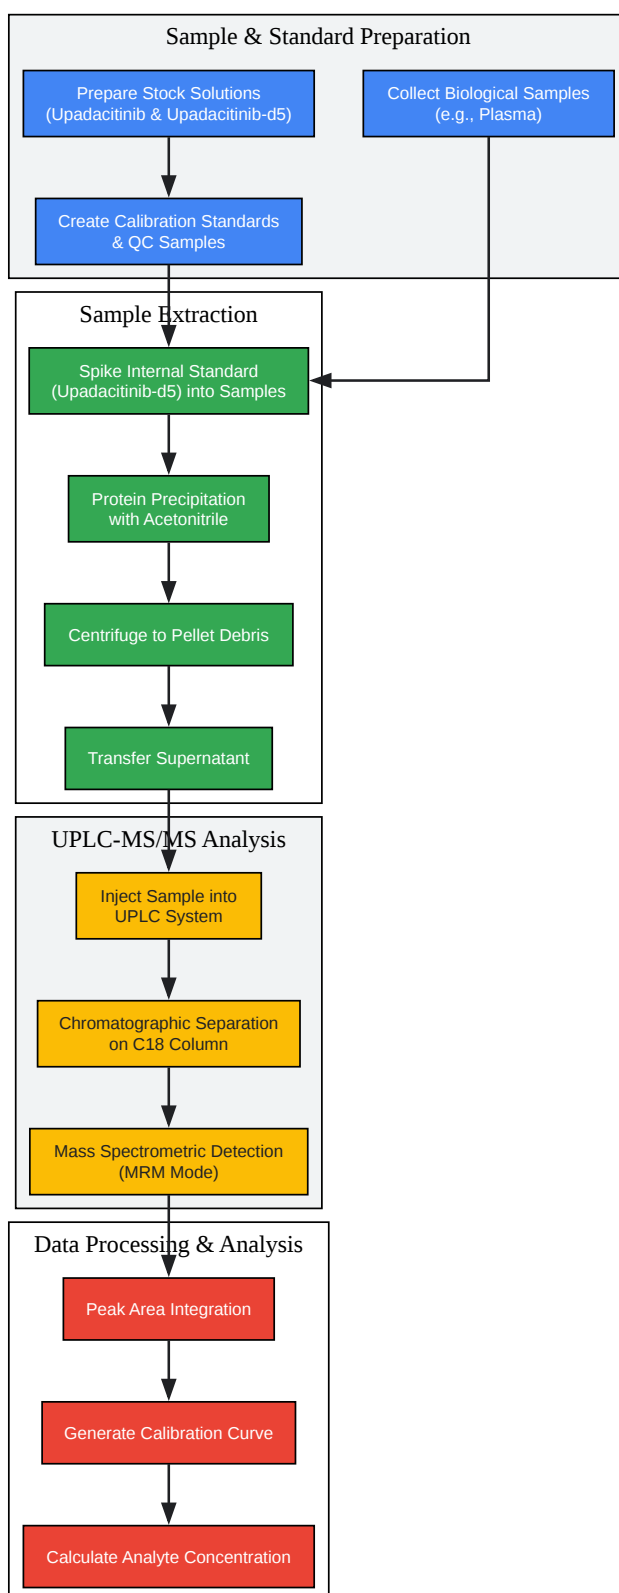 Sample & Standard Preparation
Prepare Stock Solutions
(Upadacitinib & Upadacitinib-d5)
Collect Biological Samples
(e.g., Plasma)
Create Calibration Standards
& QC Samples
Sample Extraction
Spike Internal Standard
(Upadacitinib-d5) into Samples
Protein Precipitation
with Acetonitrile
Centrifuge to Pellet Debris
Transfer Supernatant
UPLC-MS/MS Analysis
Inject Sample into
UPLC System
Chromatographic Separation
on C18 Column
Mass Spectrometric Detection
(MRM Mode)
Data Processing & Analysis
Peak Area Integration
Generate Calibration Curve
Calculate Analyte Concentration